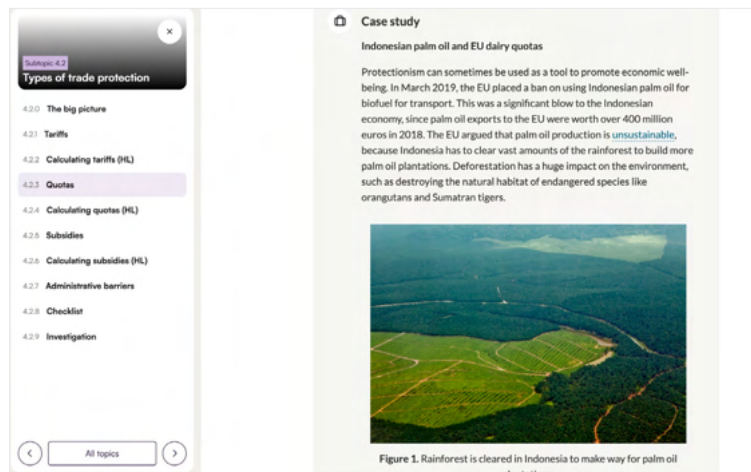 Subtopic 4.2
Types of trade protection
4.2.0 The big picture
4.2.1 Tariffs
4.2.2 Calculating tariffs (HL)
4.2.3 Quotas
4.2.4 Calculating quotas (HL)
4.2.5 Subsidies
4.2.6 Calculating subsidies (HL)
4.2.7 Administrative barriers
4.2.8 Checklist
4.2.9 Investigation
All topics
Case study
Indonesian palm oil and EU dairy quotas
Protectionism can sometimes be used as a tool to promote economic well-
being. In March 2019, the EU placed a ban on using Indonesian palm oil for
biofuel for transport. This was a significant blow to the Indonesian
economy, since palm oil exports to the EU were worth over 400 million
euros in 2018. The EU argued that palm oil production is unsustainable,
because Indonesia has to clear vast amounts of the rainforest to build more
palm oil plantations. Deforestation has a huge impact on the environment,
such as destroying the natural habitat of endangered species like
orangutans and Sumatran tigers.
Figure 1. Rainforest is cleared in Indonesia to make way for palm oil